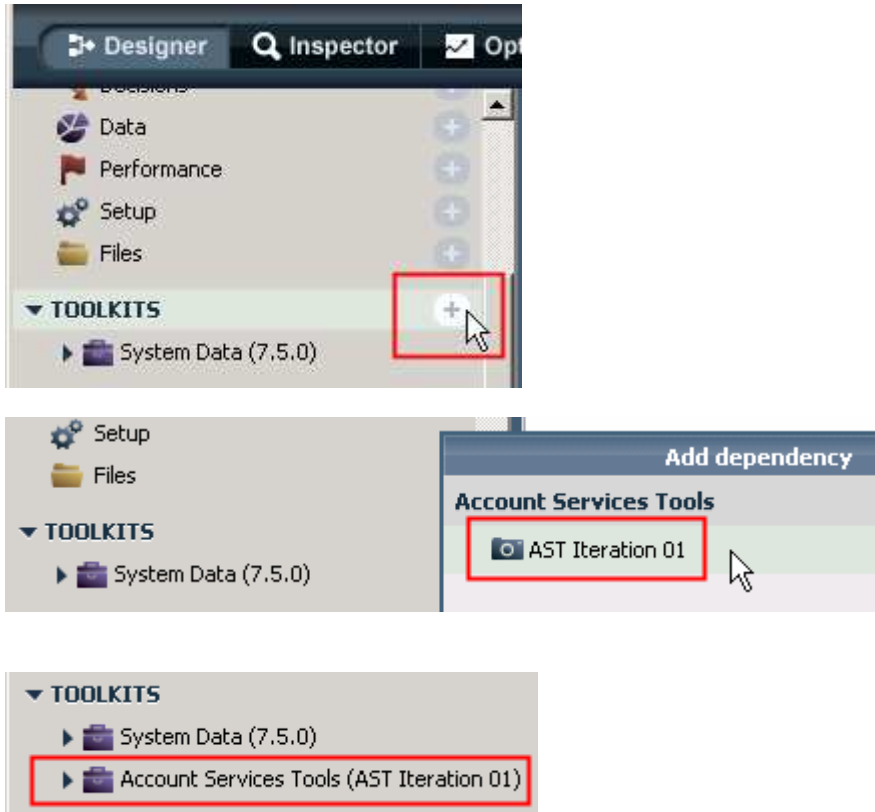 Designer Inspector Opt
Decisions
Data
Performance
Setup
Files
TOOLKITS
System Data (7.5.0)
Setup
Files
TOOLKITS
System Data (7.5.0)
Add dependency
Account Services Tools
AST Iteration 01
TOOLKITS
System Data (7.5.0)
Account Services Tools (AST Iteration 01)